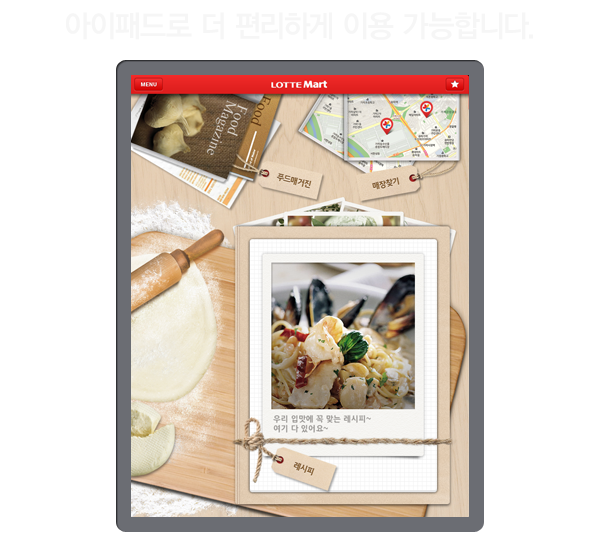 아이패드로 더 편리하게 이용 가능합니다.
MENU
LOTTE Mart
Food
Food
Magazine
푸드매거진
매장찾기
우리 입맛에 꼭 맞는 레시피~
여기 다 있어요~
레시피